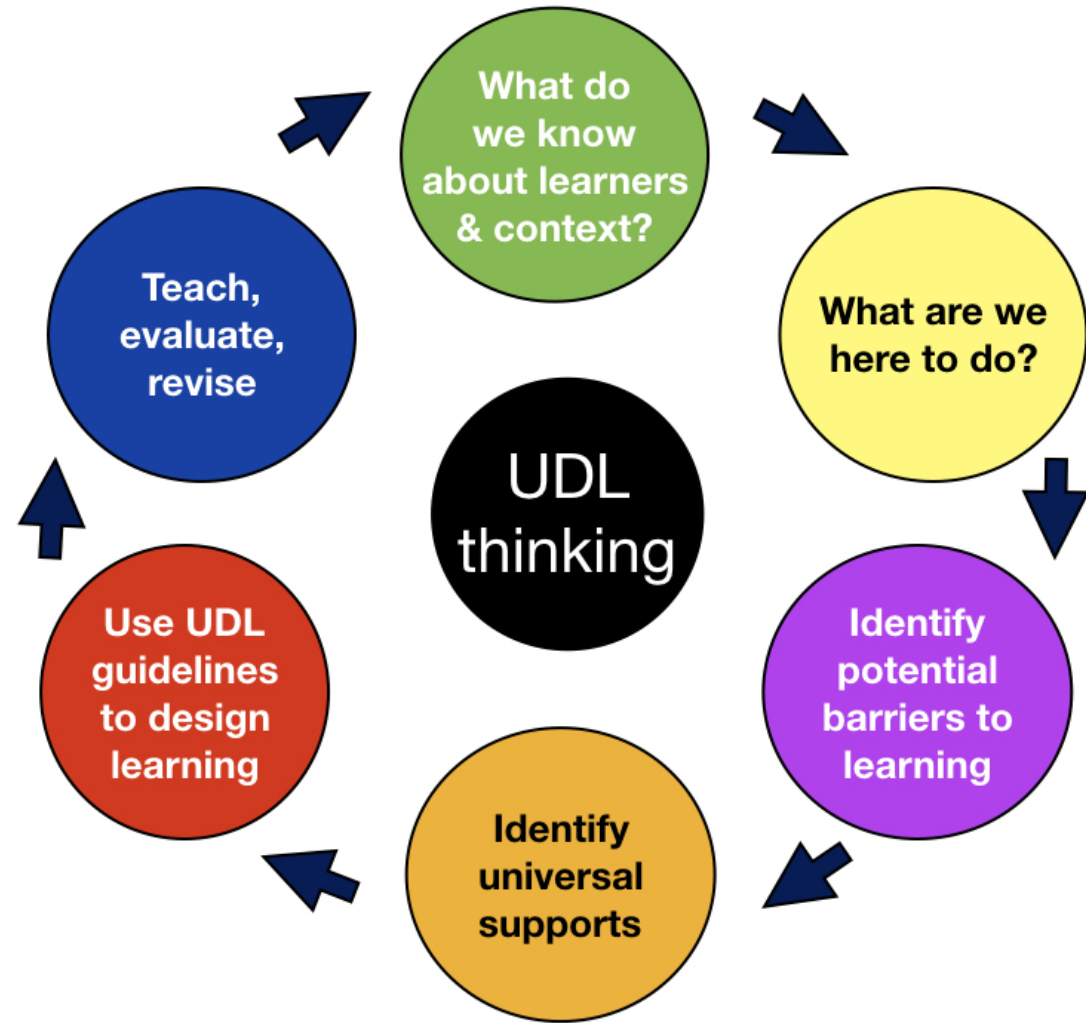 What do
we know
about learners
& context?
What are we
here to do?
Identify
potential
barriers to
learning
Identify
universal
supports
Use UDL
guidelines
to design
learning
Teach,
evaluate,
revise
UDL
thinking